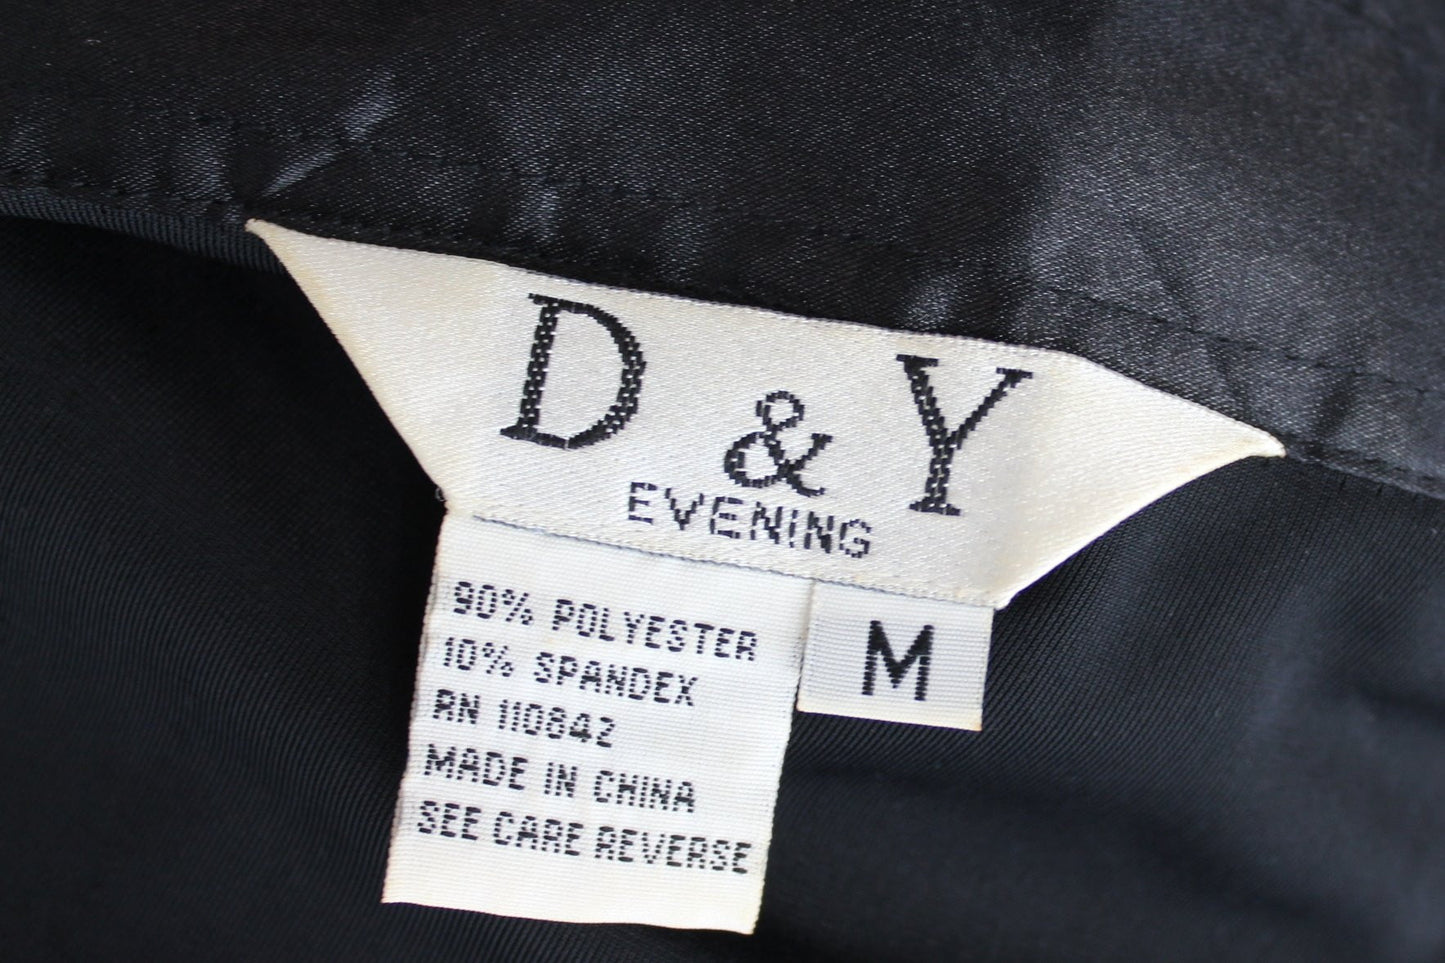 D & Y
EVENING
90% POLYESTER
10% SPANDEX
RN 110842
MADE IN CHINA
SEE CARE REVERSE
M